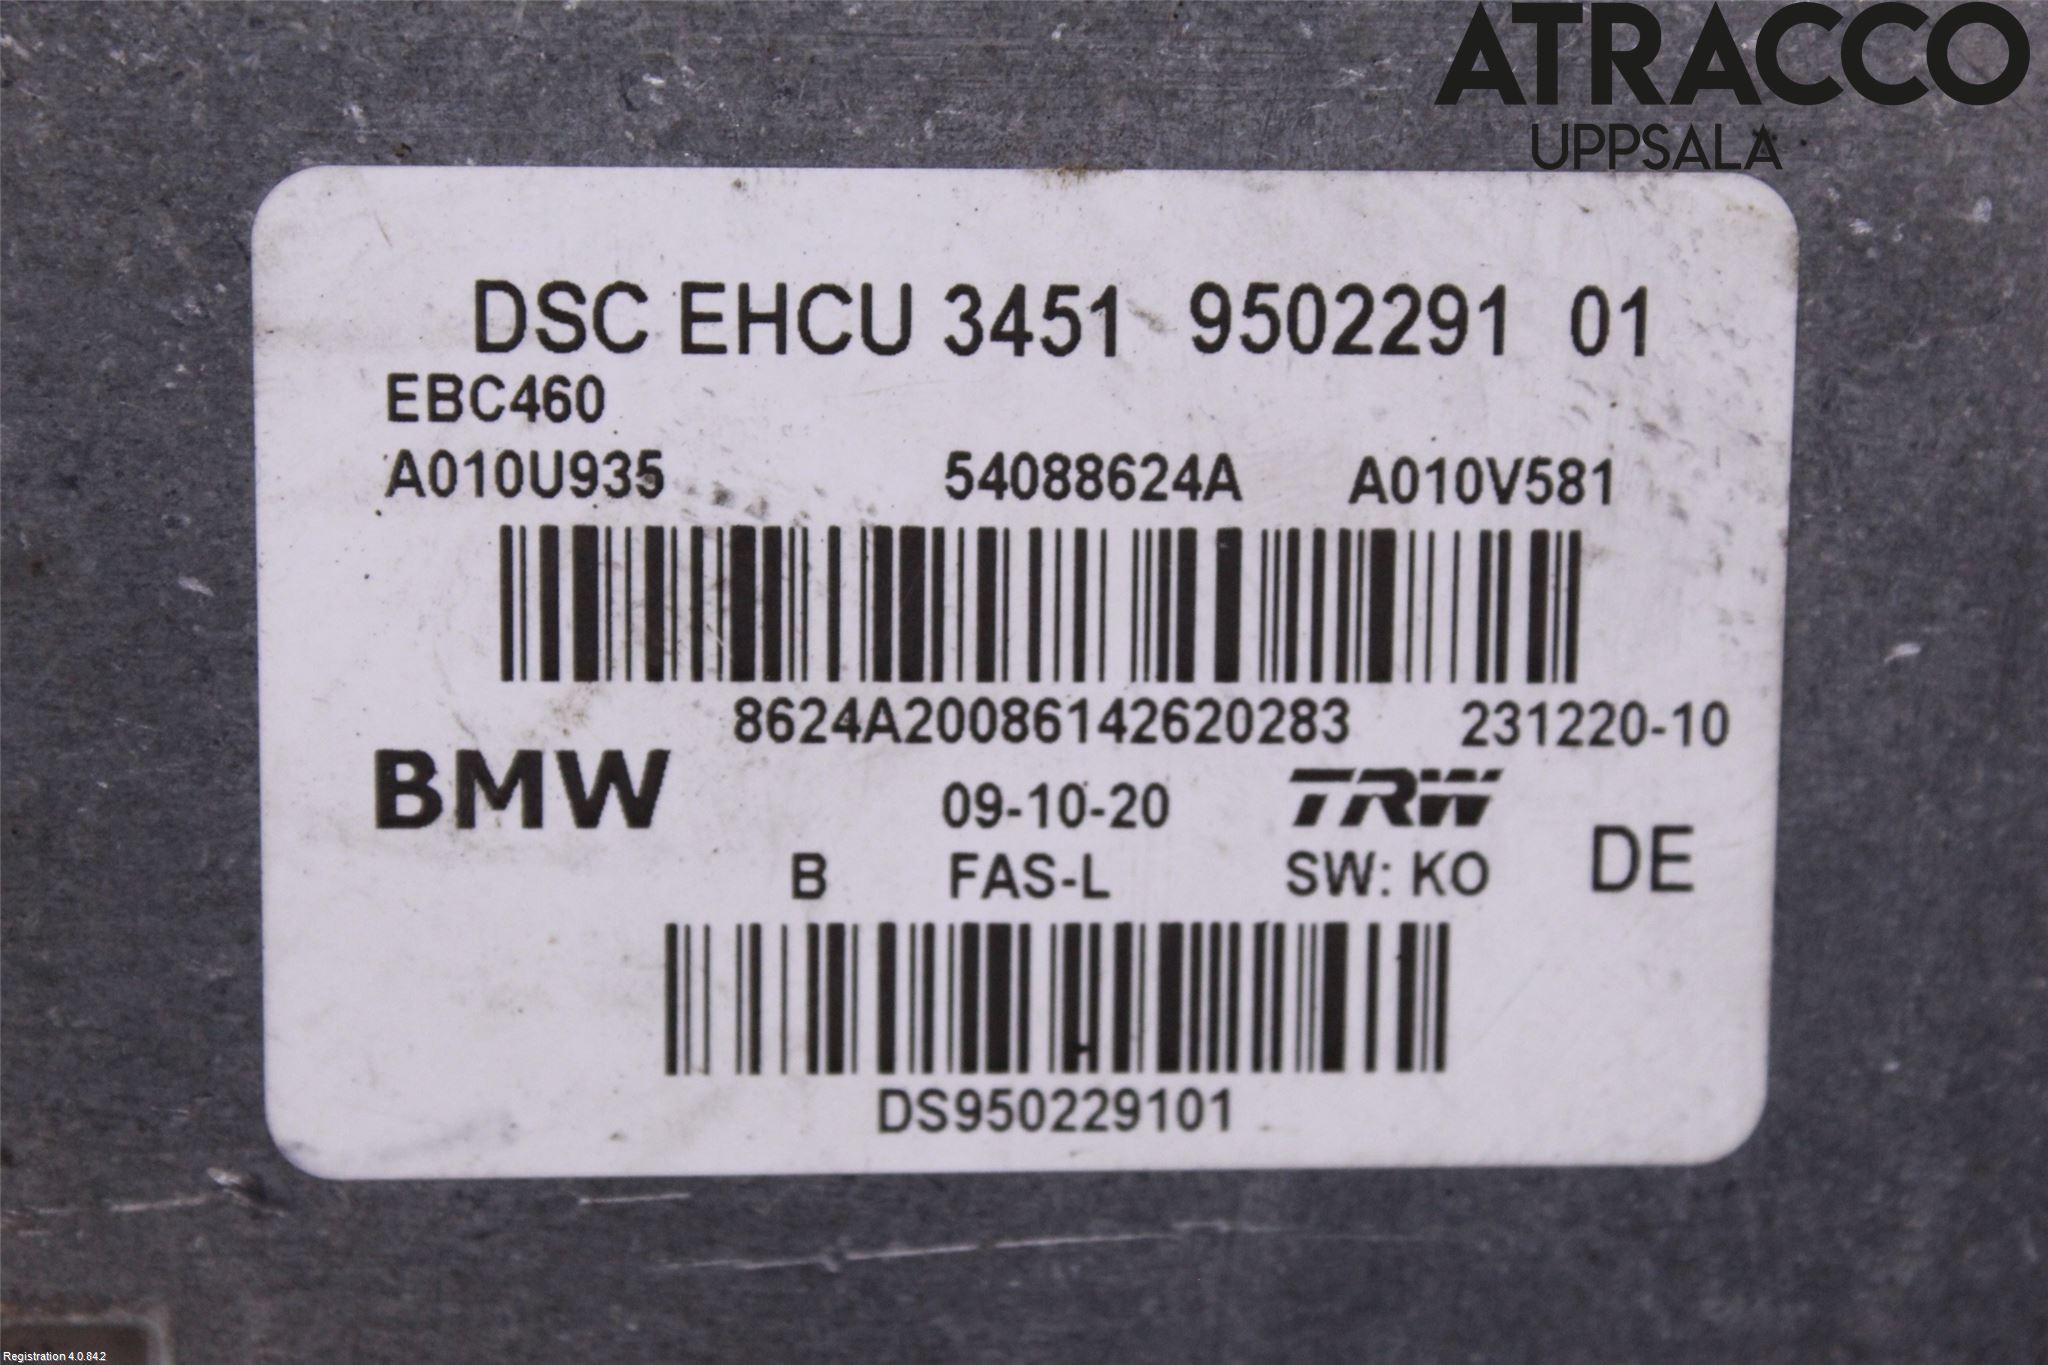 ATRACCO
UPPSALA
DSC EHCU 3451 9502291 01
EBC460
A010U935 54088624A A010V581
8624A20086142620283 231220-10
BMW 09-10-20 TRW
B FAS-L SW: KO DE
DS950229101
Registration 4.0.84.2